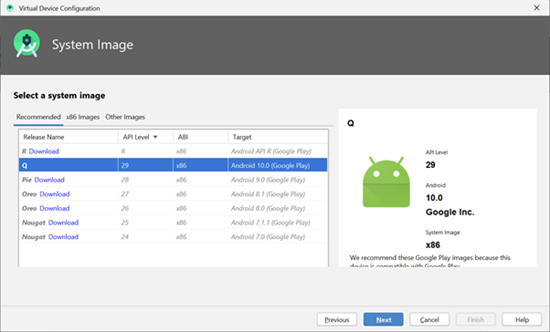 Virtual Device Configuration
System Image
Select a system image
Recommended x86 Images Other Images
Release Name API Level ABI Target
R Download R x86 Android API R (Google Play)
Q 29 x86 Android 10.0 (Google Play)
Pie Download 28 x86 Android 9.0 (Google Play)
Oreo Download 27 x86 Android 8.1 (Google Play)
Oreo Download 26 x86 Android 8.0 (Google Play)
Nougat Download 25 x86 Android 7.1.1 (Google Play)
Nougat Download 24 x86 Android 7.0 (Google Play)
Q
API Level
29
Android
10.0
Google Inc.
System Image
x86
We recommend these Google Play images because this
device is compatible with Google Play.
Previous Next Cancel Finish Help